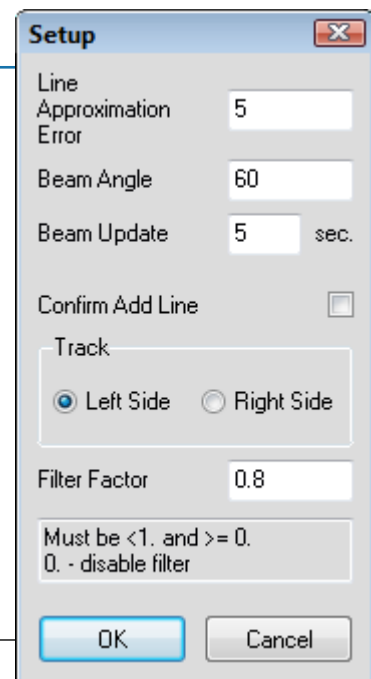 Setup
Line
Approximation
Error
5
Beam Angle 60
Beam Update 5 sec.
Confirm Add Line
Track
Left Side Right Side
Filter Factor 0.8
Must be <1. and >= 0.
0. - disable filter
OK Cancel